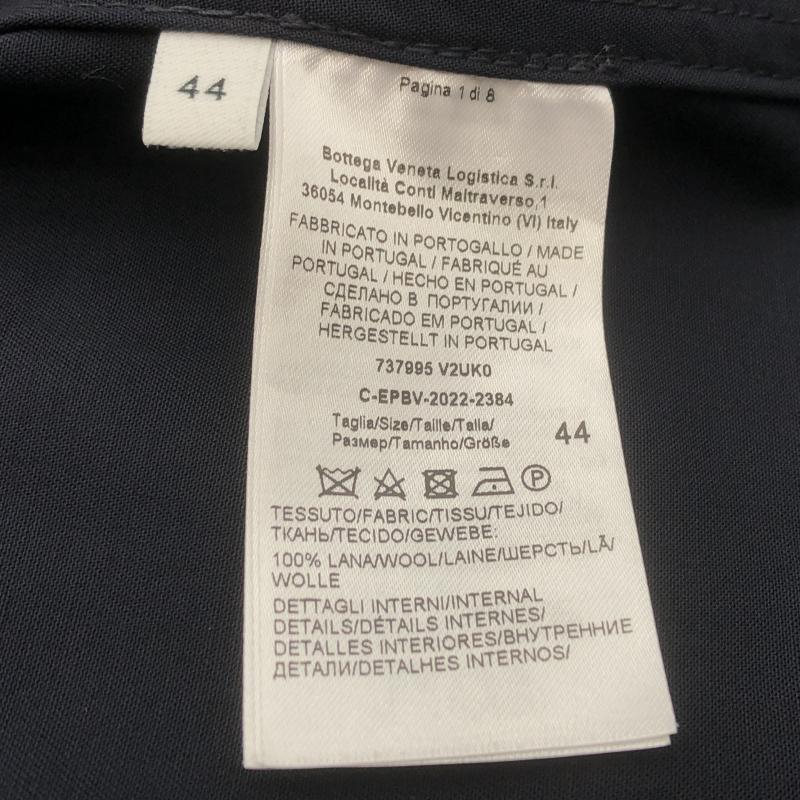 44
Pagina 1 di 8
Bottega Veneta Logistica S.r.l.
Località Conti Maltraverso,1
36054 Montebello Vicentino (VI) Italy
FABBRICATO IN PORTOGALLO / MADE
IN PORTUGAL / FABRIQUÉ AU
PORTUGAL / HECHO EN PORTUGAL /
СДЕЛАНО В ПОРТУГАЛИИ /
FABRICADO EM PORTUGAL /
HERGESTELLT IN PORTUGAL
737995 V2UK0
C-EPBV-2022-2384
Taglia/Size/Taille/Talla/
Размер/Tamanho/Größe 44
P
TESSUTO/FABRIC/TISSU/TEJIDO/
ТКАНЬ/TECIDO/GEWEBE:
100% LANA/WOOL/LAINE/ШЕРСТЬ/LÃ/
WOLLE
DETTAGLI INTERNI/INTERNAL
DETAILS/DÉTAILS INTERNES/
DETALLES INTERIORES/ВНУТРЕННИЕ
ДЕТАЛИ/DETALHES INTERNOS/